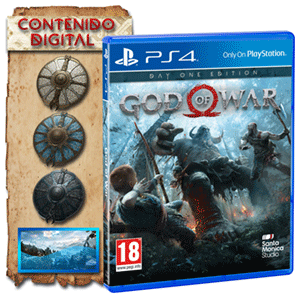 CONTENIDO
DIGITAL
PS4
Only On PlayStation.
DAY ONE EDITION
GOD OF WAR
18
www.pegi.info
Santa
Monica
Studio